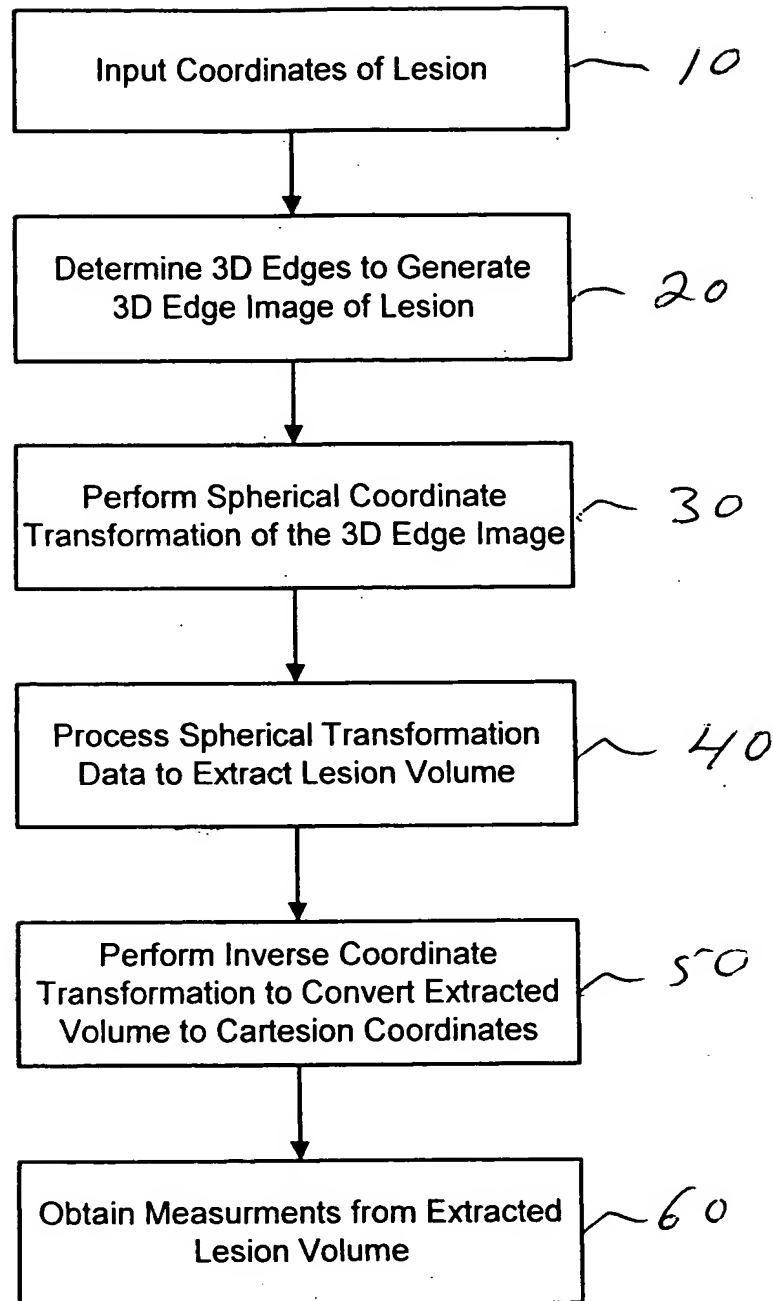 Input Coordinates of Lesion
10
Determine 3D Edges to Generate
3D Edge Image of Lesion
20
Perform Spherical Coordinate
Transformation of the 3D Edge Image
30
Process Spherical Transformation
Data to Extract Lesion Volume
40
Perform Inverse Coordinate
Transformation to Convert Extracted
Volume to Cartesion Coordinates
50
Obtain Measurments from Extracted
Lesion Volume
60